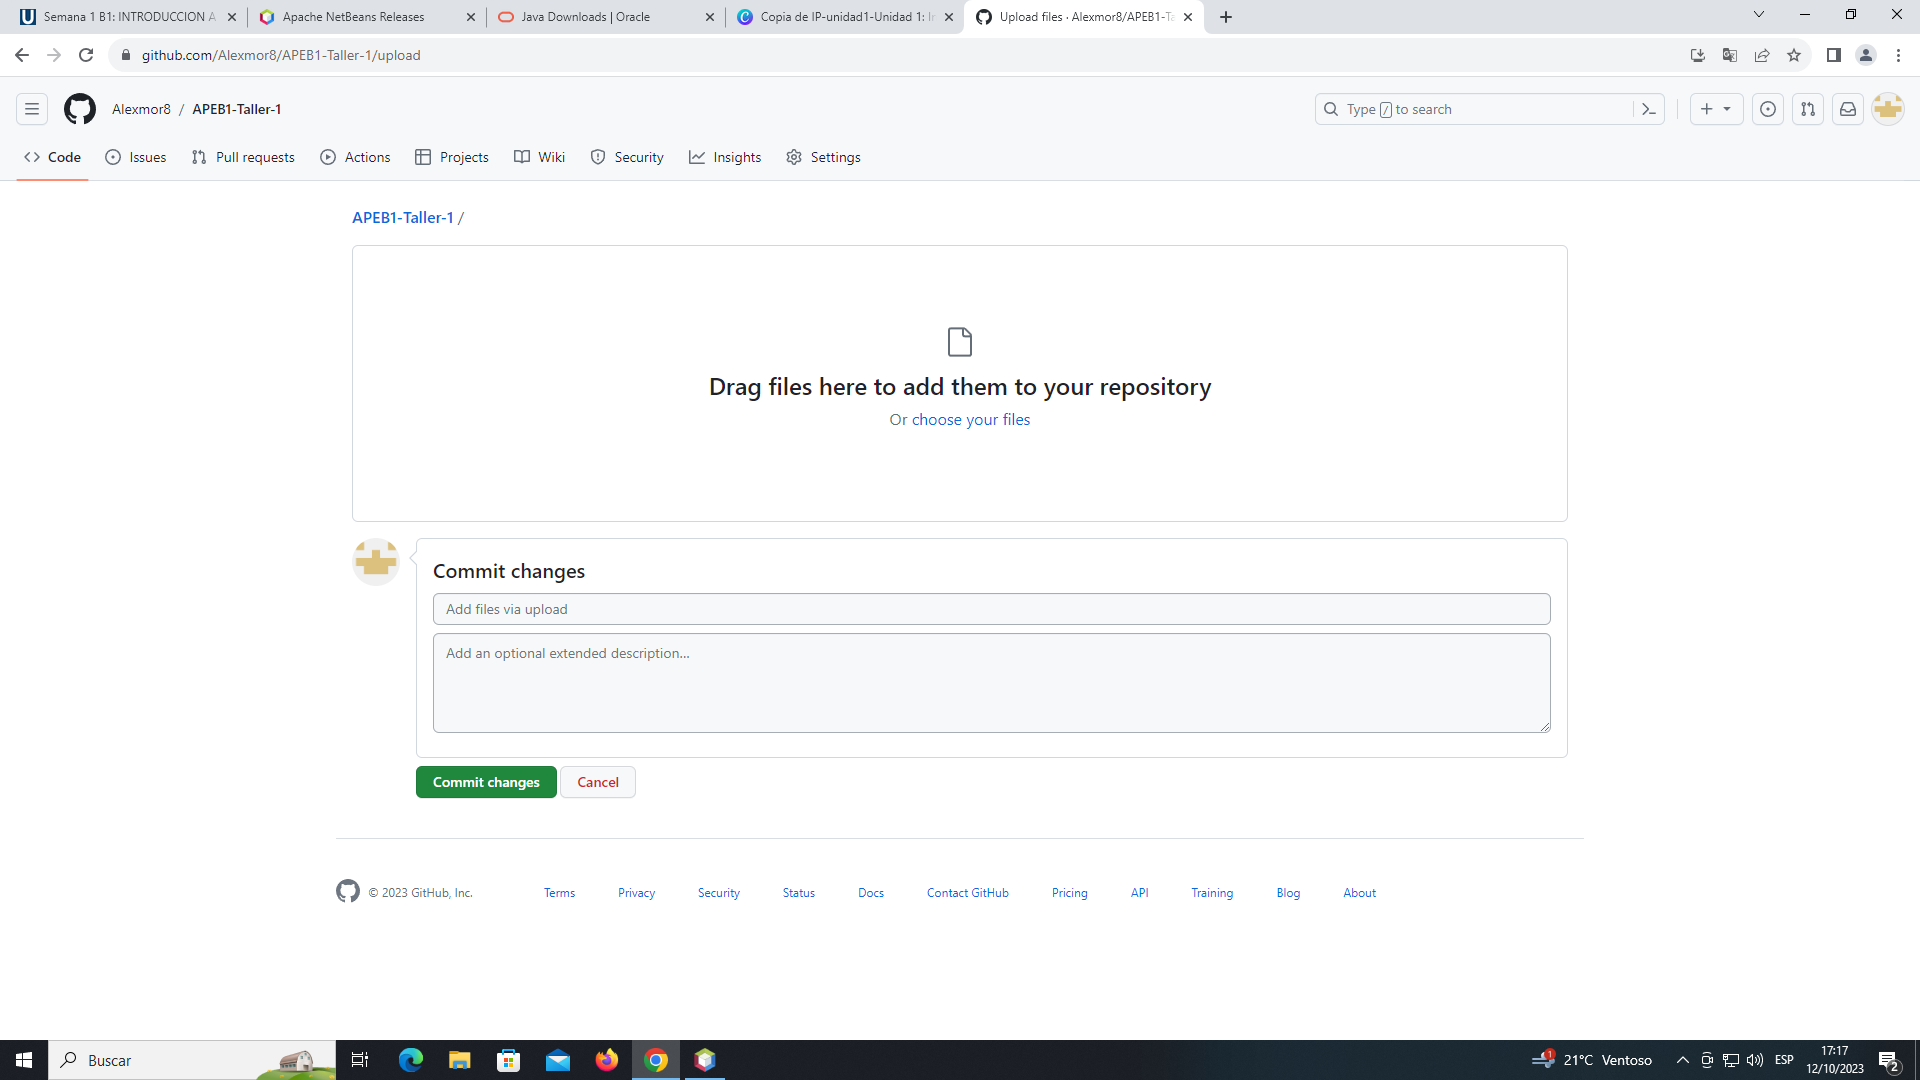 Semana 1 B1: INTRODUCCION A
Apache NetBeans Releases
Java Downloads | Oracle
Copia de IP-unidad1-Unidad 1: In
Upload files · Alexmor8/APEB1-Ta
github.com/Alexmor8/APEB1-Taller-1/upload
Alexmor8 / APEB1-Taller-1
Type / to search
Code
Issues
Pull requests
Actions
Projects
Wiki
Security
Insights
Settings
APEB1-Taller-1 /
Drag files here to add them to your repository
Or choose your files
Commit changes
Add files via upload
Add an optional extended description...
Commit changes
Cancel
© 2023 GitHub, Inc.
Terms
Privacy
Security
Status
Docs
Contact GitHub
Pricing
API
Training
Blog
About
Buscar
1
21°C Ventoso
ESP
17:17
12/10/2023
2